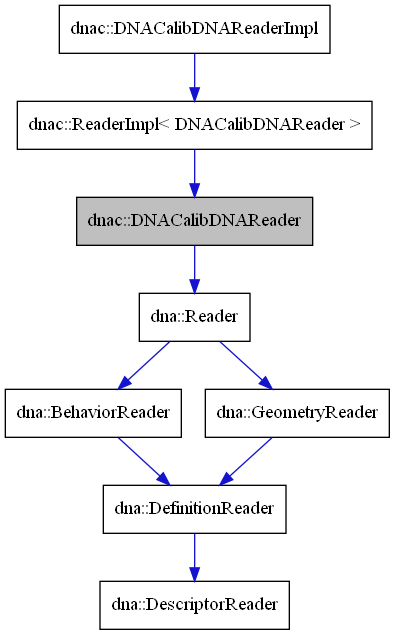 dnac::DNACalibDNAReaderImpl
dnac::ReaderImpl< DNACalibDNAReader >
dnac::DNACalibDNAReader
dna::Reader
dna::BehaviorReader
dna::GeometryReader
dna::DefinitionReader
dna::DescriptorReader